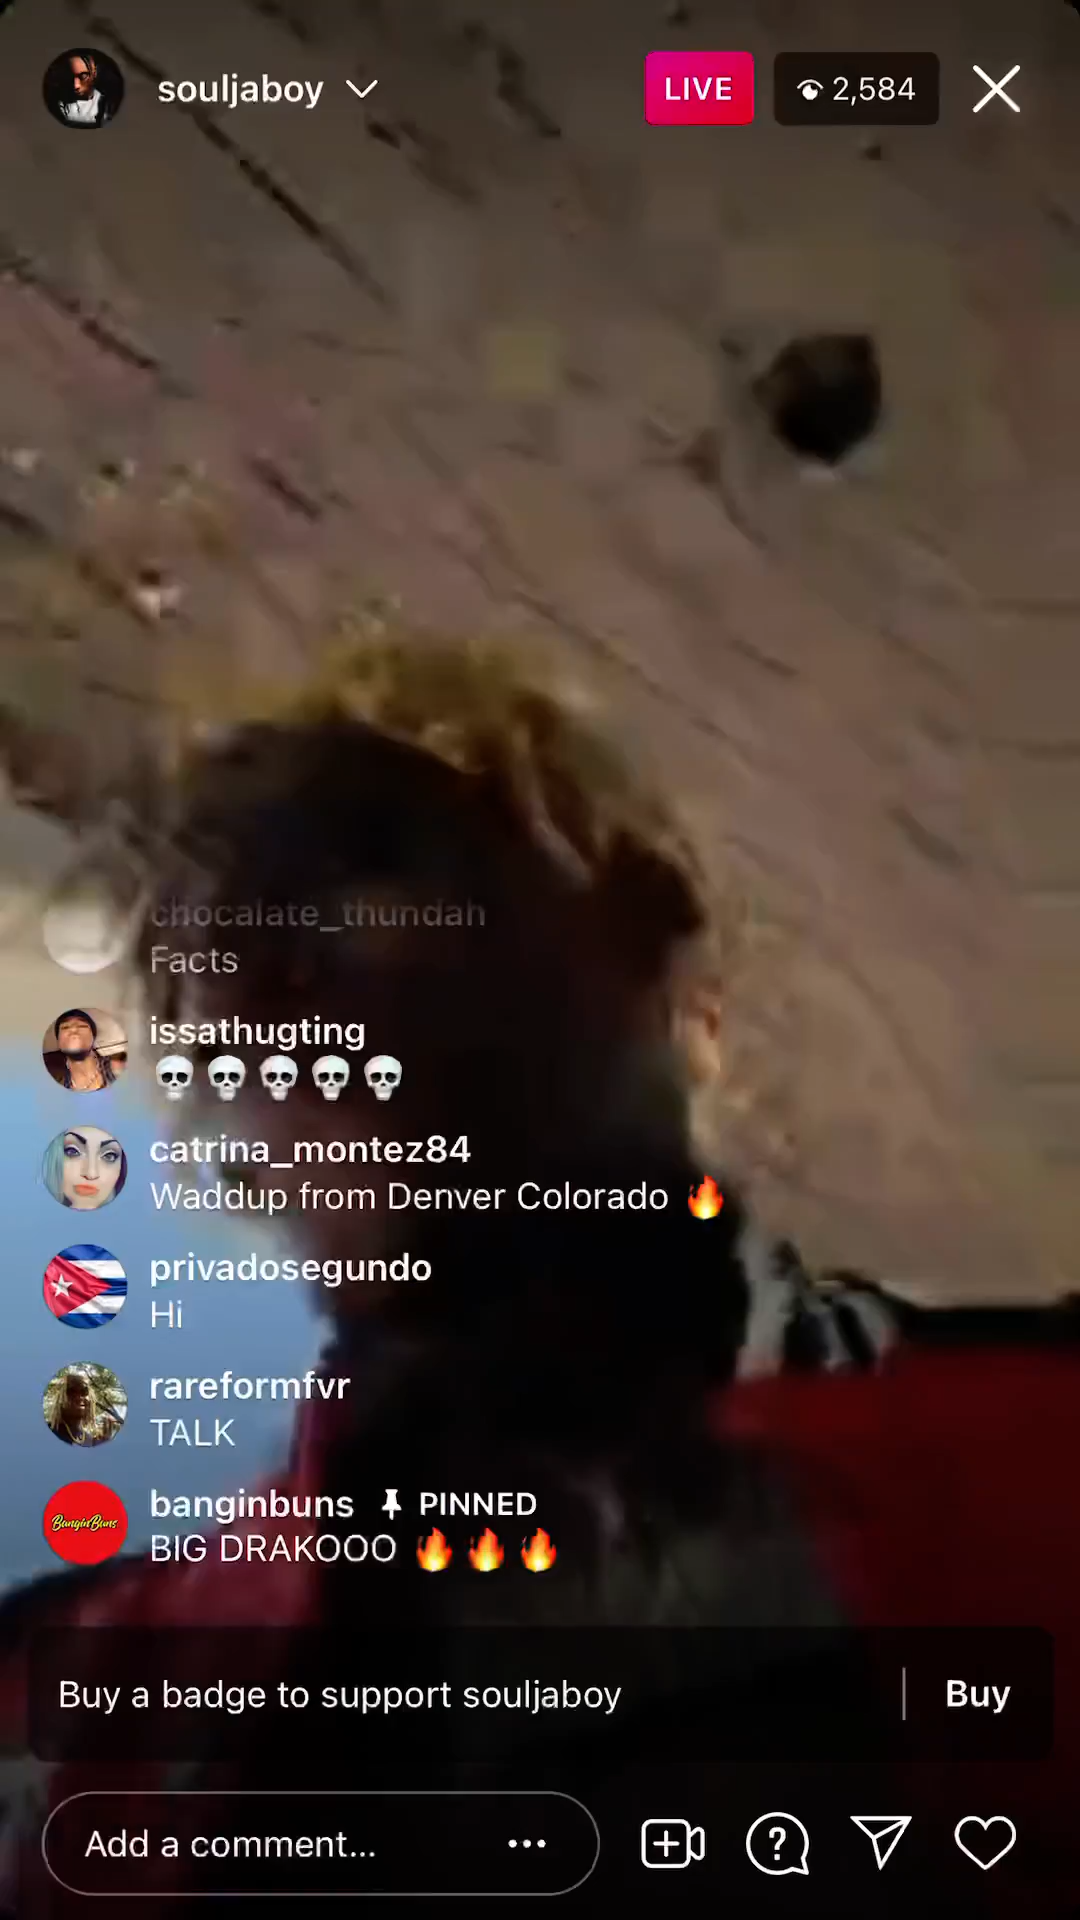 souljaboy
LIVE
2,584
chocalate_thundah
Facts
issathugting
💀💀💀💀💀
catrina_montez84
Waddup from Denver Colorado 🔥
privadosegundo
Hi
rareformfvr
TALK
BanginBuns
banginbuns PINNED
BIG DRAKOOO 🔥🔥🔥
Buy a badge to support souljaboy
Buy
Add a comment...